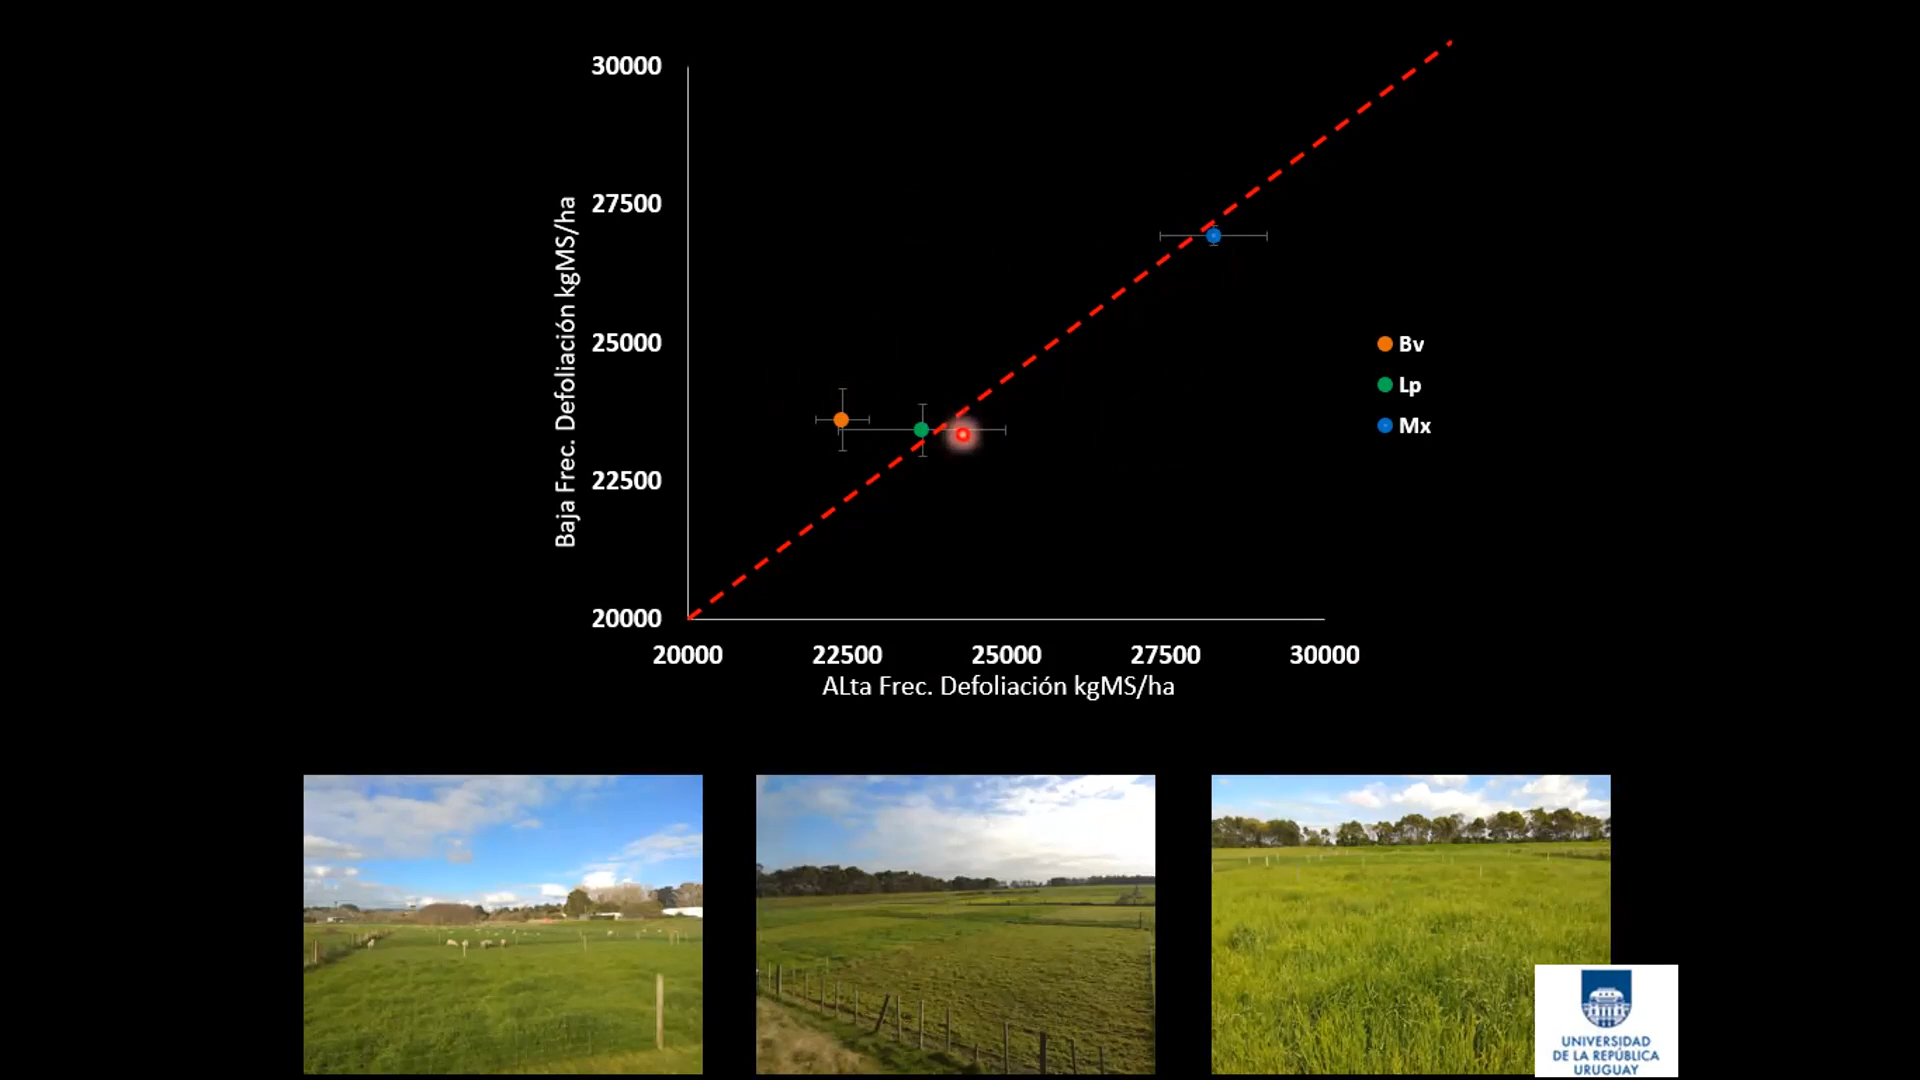 30000
27500
25000
22500
20000
Baja Frec. Defoliación kgMS/ha
20000 22500 25000 27500 30000
ALta Frec. Defoliación kgMS/ha
Bv
Lp
Mx
UNIVERSIDAD
DE LA REPÚBLICA
URUGUAY